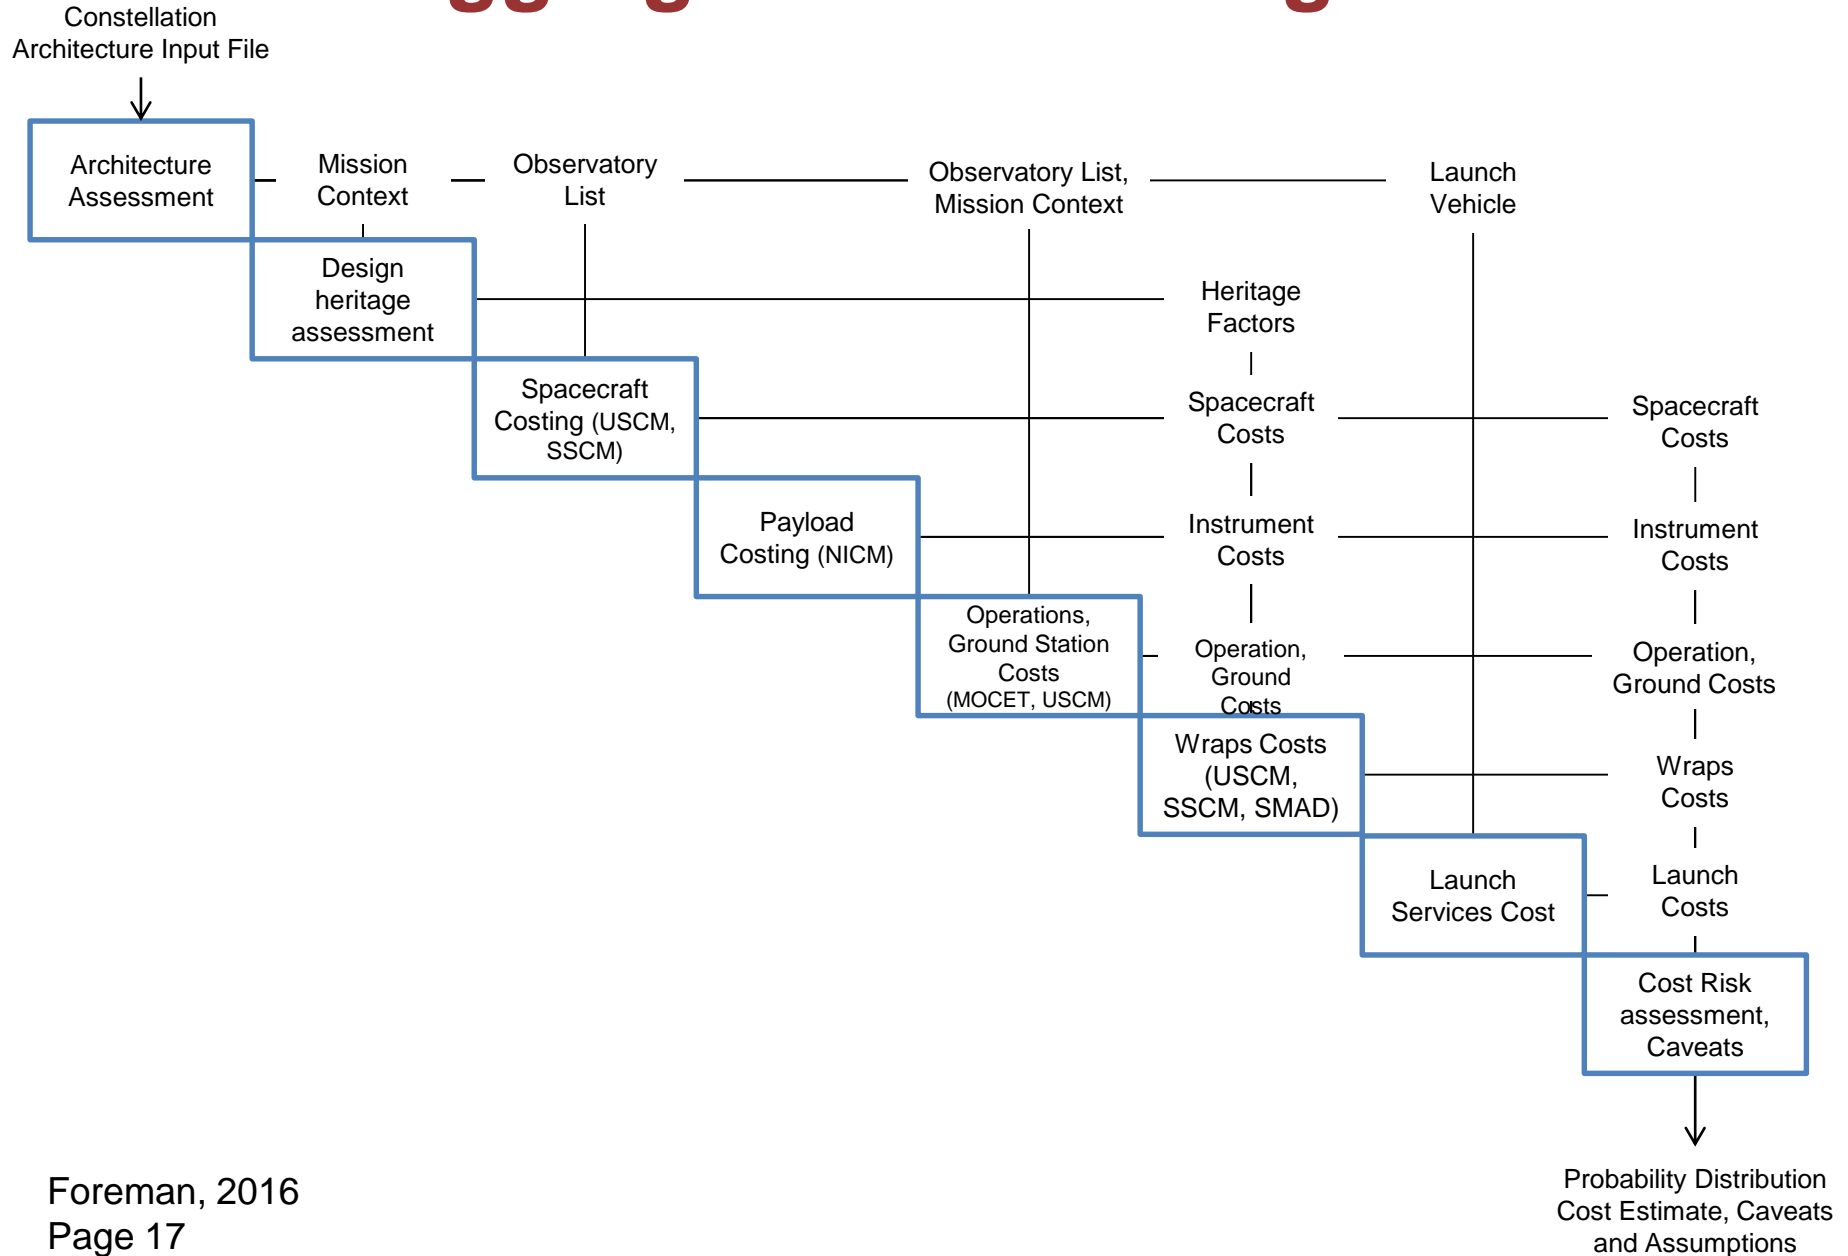 Constellation
Architecture Input File
Architecture
Assessment
Mission
Context
Observatory
List
Observatory List,
Mission Context
Launch
Vehicle
Design
heritage
assessment
Heritage
Factors
Spacecraft
Costing (USCM,
SSCM)
Spacecraft
Costs
Spacecraft
Costs
Payload
Costing (NICM)
Instrument
Costs
Instrument
Costs
Operations,
Ground Station
Costs
(MOCET, USCM)
Operation,
Ground
Costs
Operation,
Ground Costs
Wraps Costs
(USCM,
SSCM, SMAD)
Wraps
Costs
Launch
Services Cost
Launch
Costs
Cost Risk
assessment,
Caveats
Probability Distribution
Cost Estimate, Caveats
and Assumptions
Foreman, 2016
Page 17